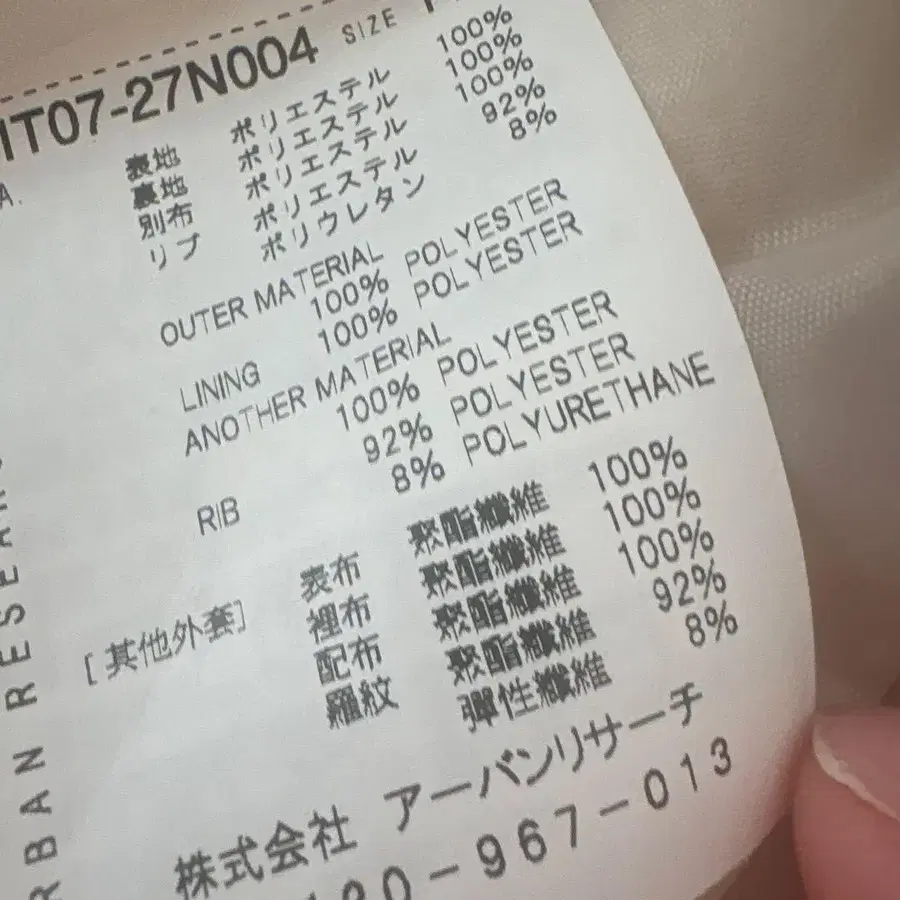 IT07-27N004 SIZE
A.
表地 ポリエステル 100%
裏地 ポリエステル 100%
別布 ポリエステル 100%
リブ ポリエステル 92%
ポリウレタン 8%
OUTER MATERIAL
100% POLYESTER
LINING 100% POLYESTER
ANOTHER MATERIAL
100% POLYESTER
RIB 92% POLYESTER
8% POLYURETHANE
[其他外套]
表布 聚酯纖維 100%
裡布 聚酯纖維 100%
配布 聚酯纖維 100%
羅紋 聚酯纖維 92%
彈性纖維 8%
株式会社 アーバンリサーチ
120-967-013
RBAN RESEAR